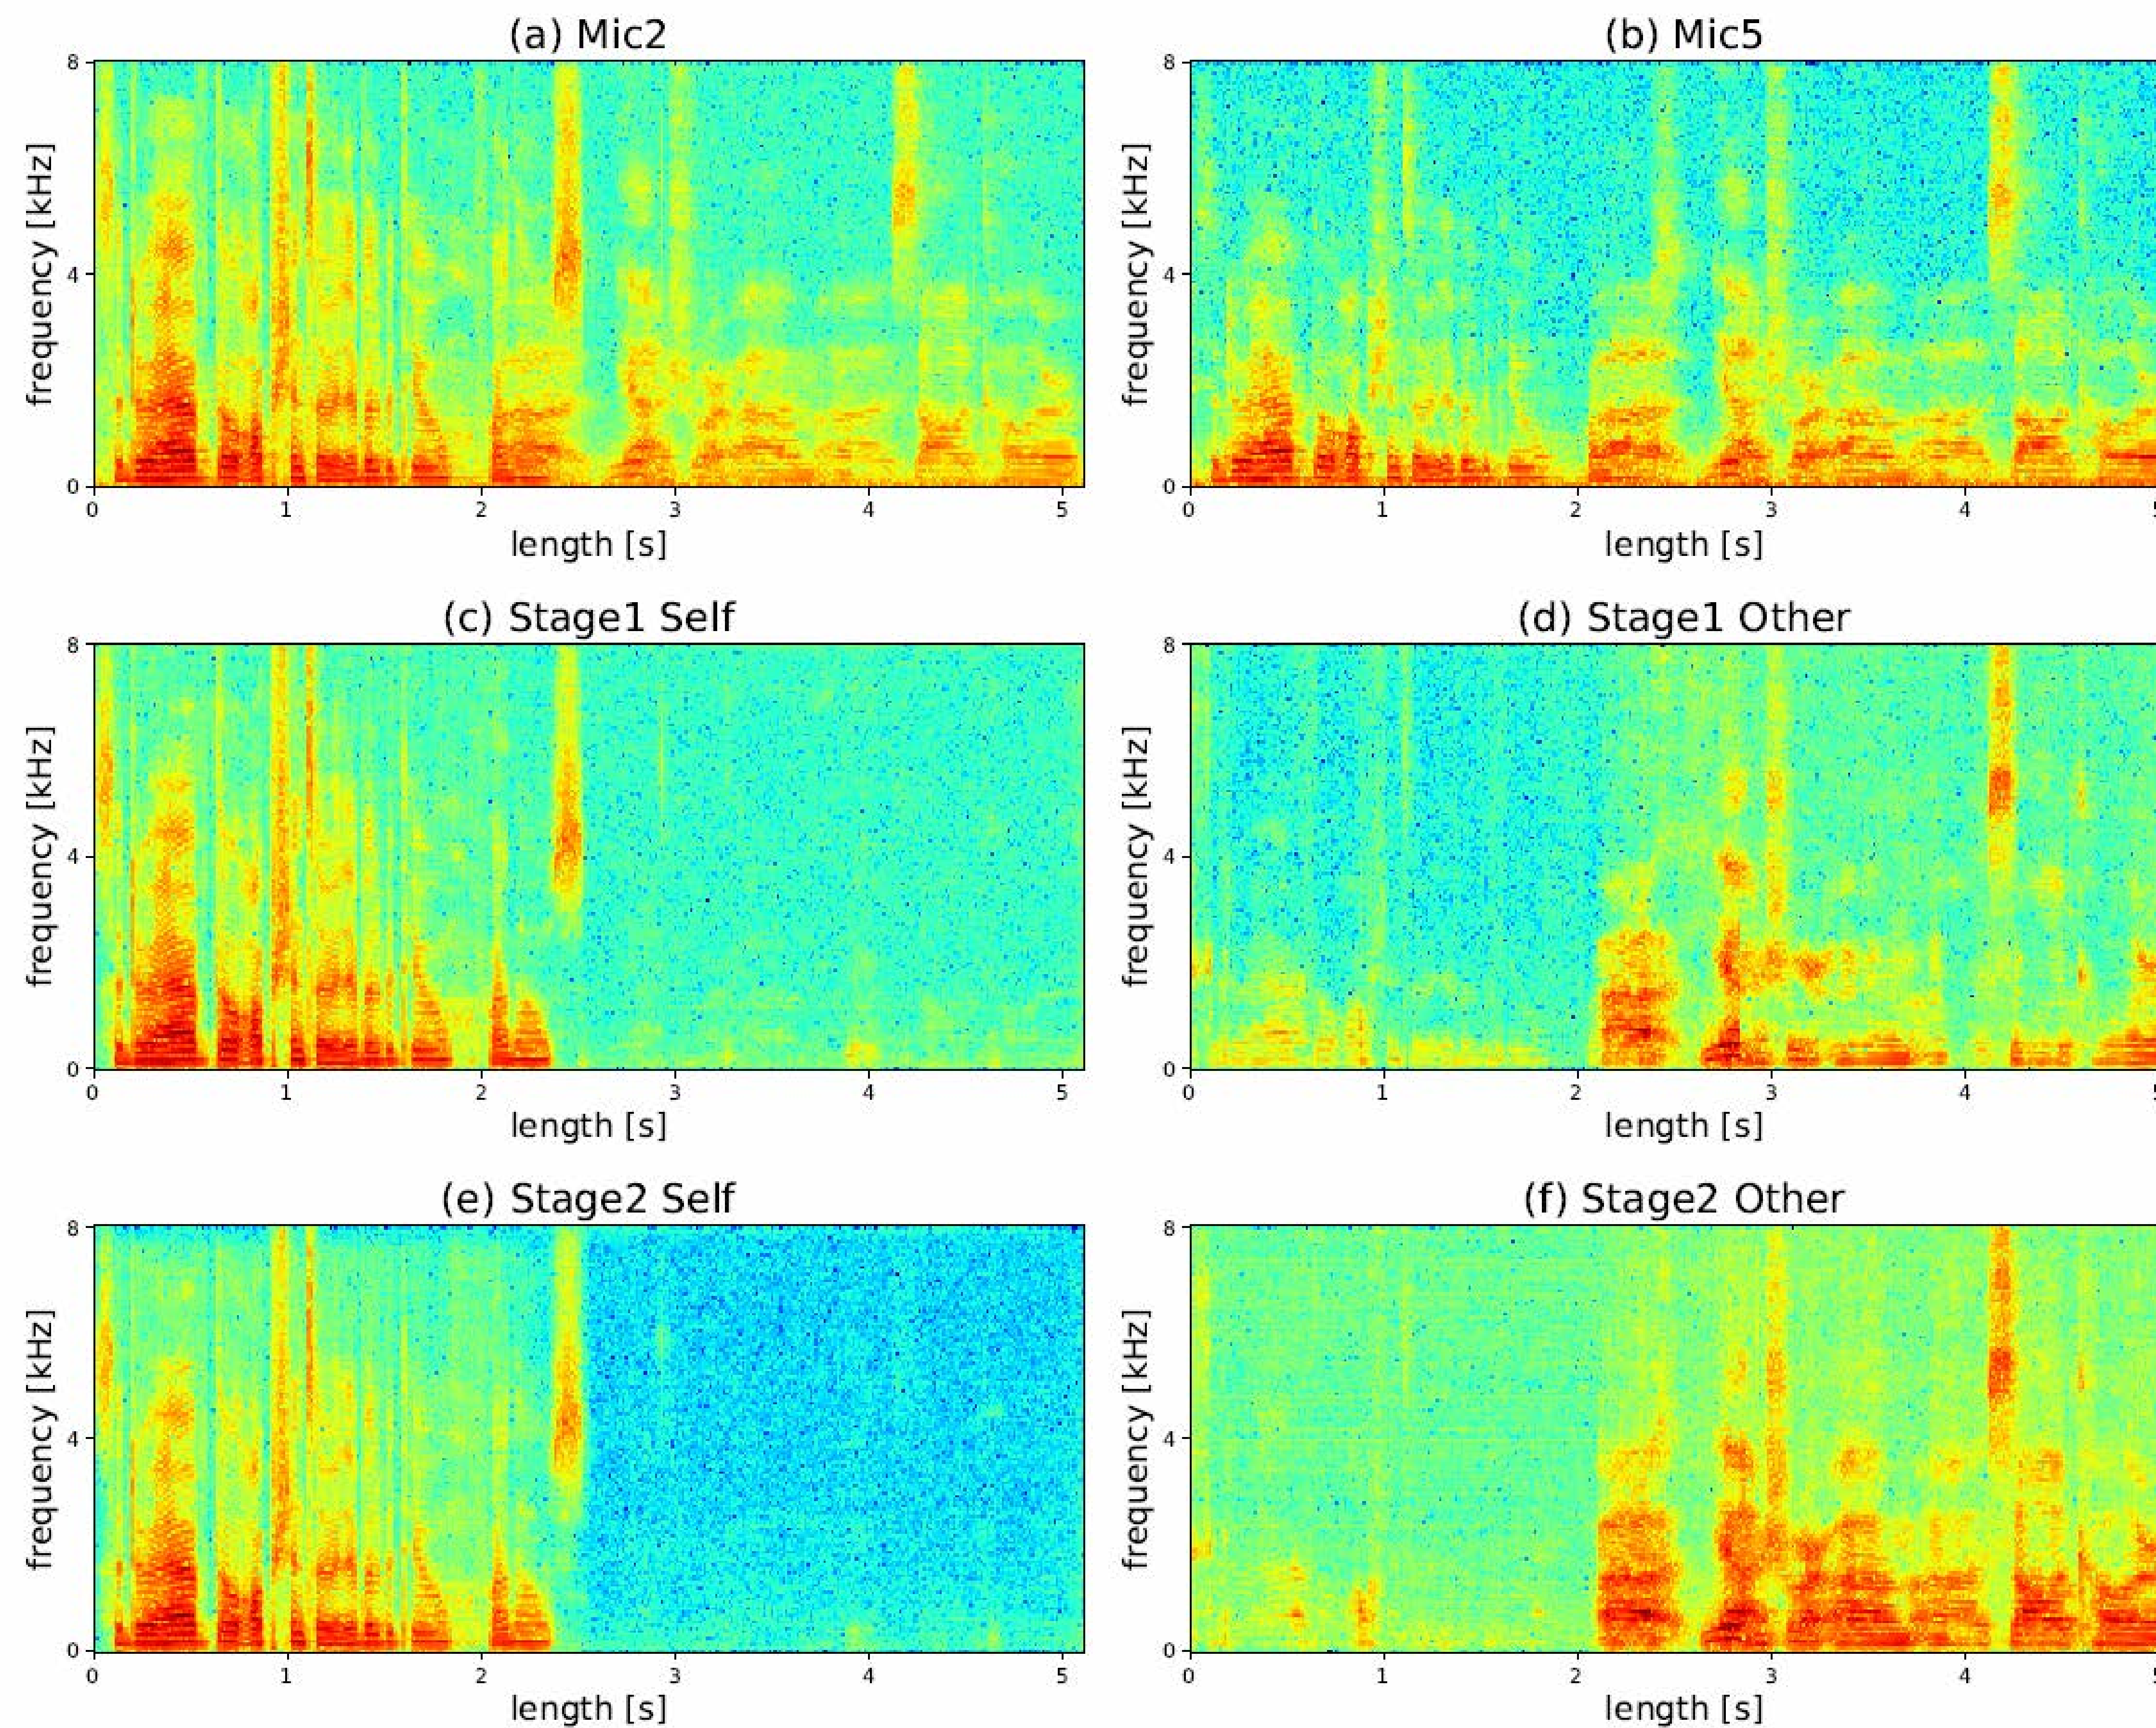 (a) Mic2
(b) Mic5
8
4
0
frequency [kHz]
0 1 2 3 4 5
length [s]
8
4
0
frequency [kHz]
0 1 2 3 4
length [s]
(c) Stage1 Self
(d) Stage1 Other
8
4
0
frequency [kHz]
0 1 2 3 4 5
length [s]
8
4
0
frequency [kHz]
0 1 2 3 4
length [s]
(e) Stage2 Self
(f) Stage2 Other
8
4
0
frequency [kHz]
0 1 2 3 4 5
length [s]
8
4
0
frequency [kHz]
0 1 2 3 4
length [s]